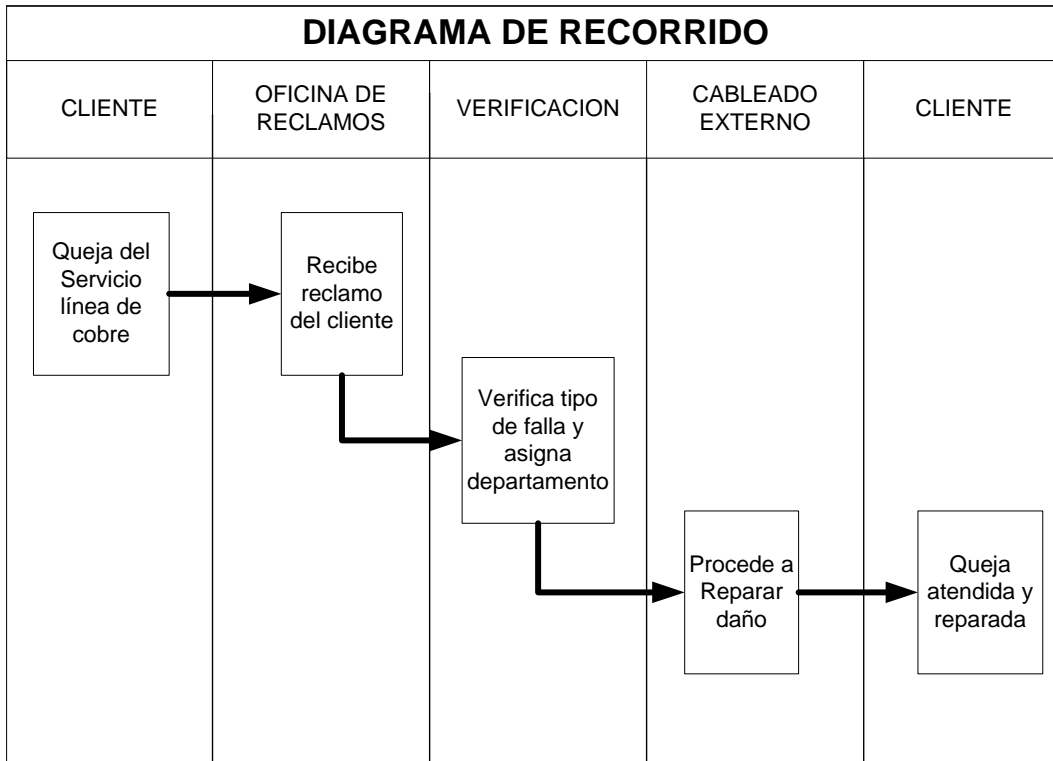 DIAGRAMA DE RECORRIDO
CLIENTE
OFICINA DE
RECLAMOS
VERIFICACION
CABLEADO
EXTERNO
CLIENTE
Queja del
Servicio
línea de
cobre
Recibe
reclamo
del cliente
Verifica tipo
de falla y
asigna
departamento
Procede a
Reparar
daño
Queja
atendida y
reparada